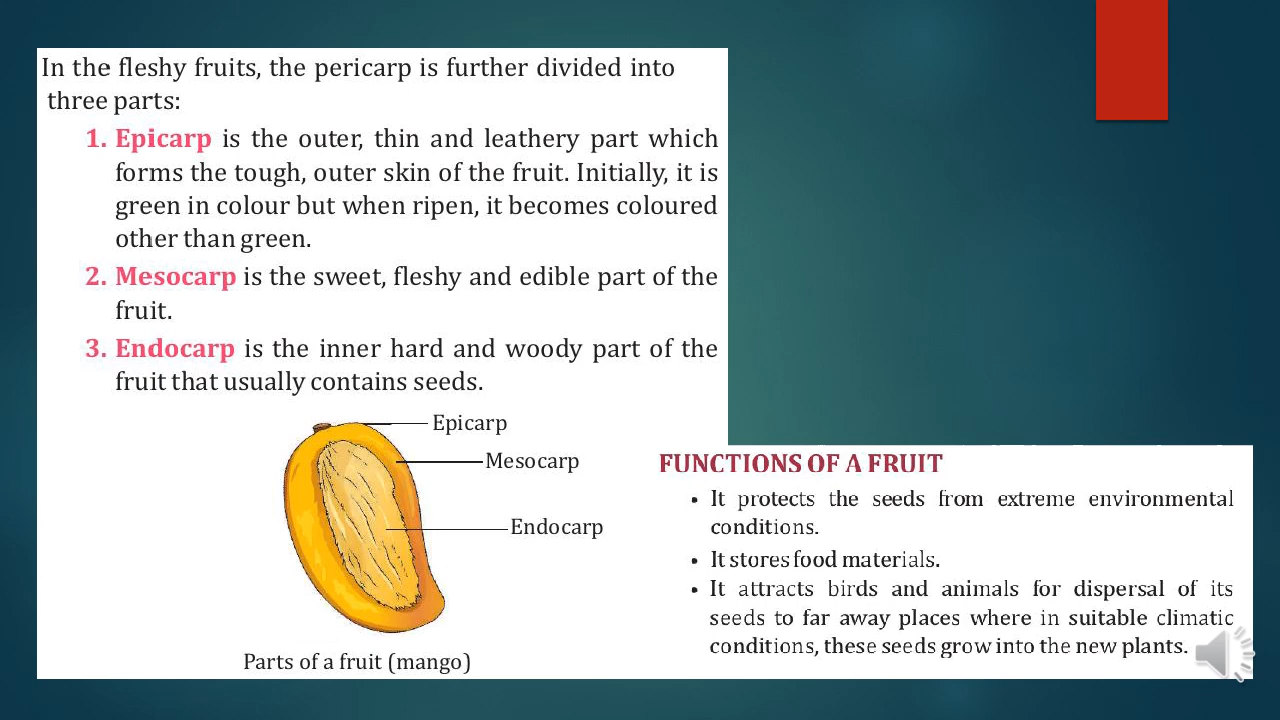 In the fleshy fruits, the pericarp is further divided into
three parts:
1. Epicarp is the outer, thin and leathery part which
forms the tough, outer skin of the fruit. Initially, it is
green in colour but when ripen, it becomes coloured
other than green.
2. Mesocarp is the sweet, fleshy and edible part of the
fruit.
3. Endocarp is the inner hard and woody part of the
fruit that usually contains seeds.
Epicarp
Mesocarp
Endocarp
Parts of a fruit (mango)
FUNCTIONS OF A FRUIT
• It protects the seeds from extreme environmental
conditions.
• It stores food materials.
• It attracts birds and animals for dispersal of its
seeds to far away places where in suitable climatic
conditions, these seeds grow into the new plants.